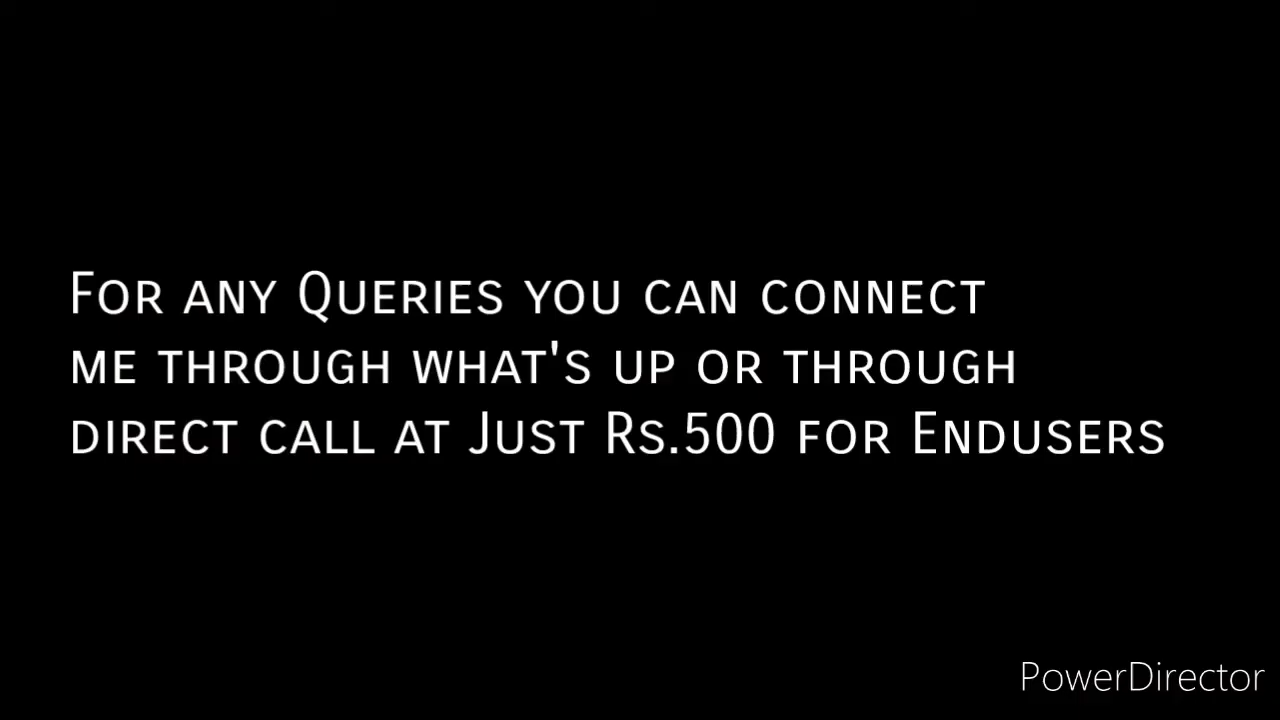 For any Queries you can connect
me through what's up or through
direct call at Just Rs.500 for Endusers
PowerDirector